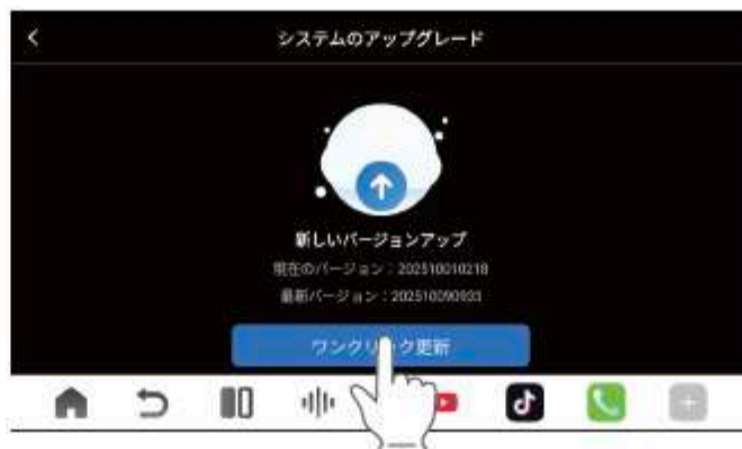 システムのアップグレード
新しいバージョンアップ
現在のバージョン：202510010218
最新バージョン：202510090933
ワンクリック更新